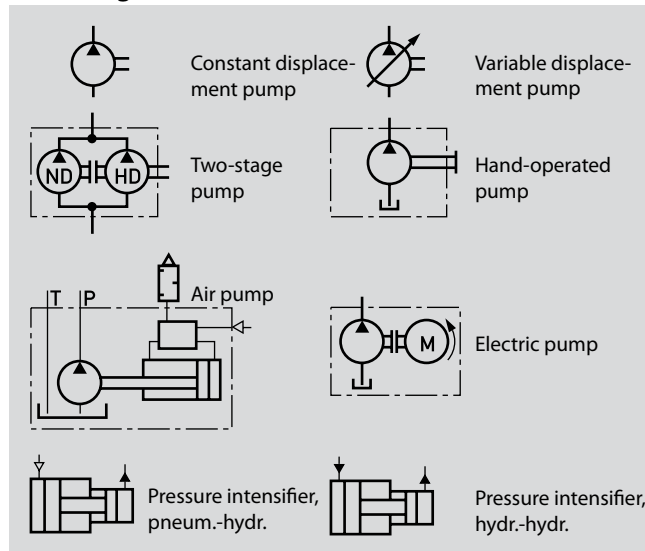 Constant displace-
ment pump
Variable displace-
ment pump
ND
HD
Two-stage
pump
Hand-operated
pump
T
P
Air pump
M
Electric pump
Pressure intensifier,
pneum.-hydr.
Pressure intensifier,
hydr.-hydr.